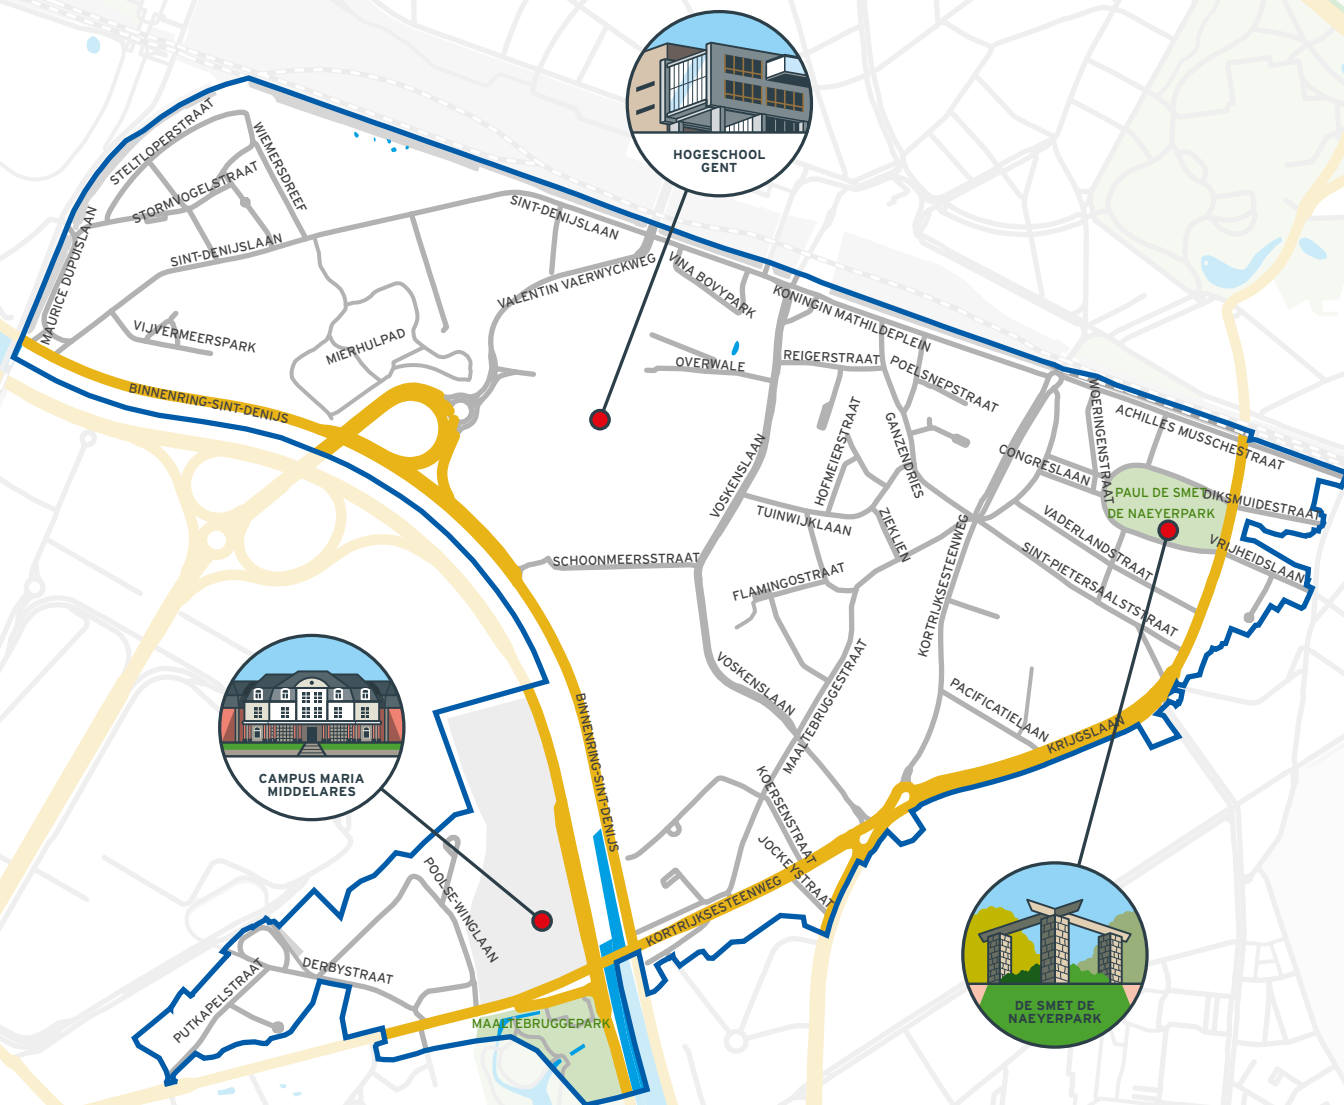 HOGESCHOOL
GENT
STELTLOPERSTRAAT
WIEMERSDREEF
STORMVOGELSTRAAT
SINT-DENIJSLAAN
MAURICE DUPUISLAAN
SINT-DENIJSLAAN
VALENTIN VAERWYCKWEG
VINA BOVYPARK
KONINGIN MATHILDEPLEIN
VIJVERMEERSPARK
MIERHULPAD
OVERWALE
REIGERSTRAAT
POELSNEPSTRAAT
BINNENRING-SINT-DENIJS
WOERINGENSTRAAT
ACHILLES MUSSCHESTRAAT
HOFMEIERSTRAAT
GANZENDRIES
VOSKENSLAAN
CONGRESLAAN
PAUL DE SMET
DE NAEYERPARK
DIKSMUIDESTRAAT
TUINWIJKLAAN
ZIEKLIEN
KORTRIJKSESTEENWEG
VADERLANDSTRAAT
VRIJHEIDSLAAN
SINT-PIETERSAALSTSTRAAT
SCHOONMEERSSTRAAT
FLAMINGOSTRAAT
VOSKENSLAAN
MAALTEBRUGGESTRAAT
PACIFICATIELAAN
KRIJGSLAAN
BINNENRING-SINT-DENIJS
CAMPUS MARIA
MIDDELARES
KOERSENSTRAAT
JOCKEYSTRAAT
KORTRIJKSESTEENWEG
POOLSE-WINGLAAN
DERBYSTRAAT
PUTKAPELSTRAAT
MAALTEBRUGGEPARK
DE SMET DE
NAEYERPARK